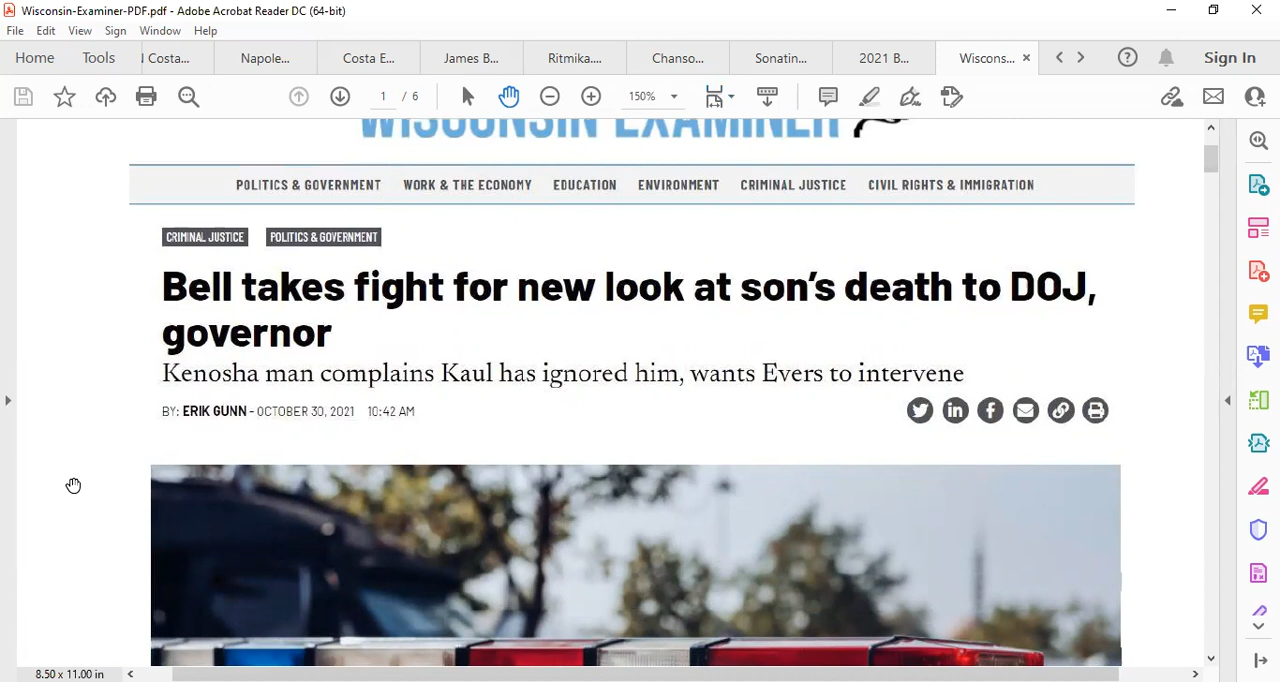 Wisconsin-Examiner-PDF.pdf - Adobe Acrobat Reader DC (64-bit)
File Edit View Sign Window Help
Home Tools l Costa... Napole... Costa E... James B... Ritmika.... Chanso... Sonatin... 2021 B... Wiscons... × Sign In
1 / 6 150%
WISCONSIN EXAMINER
POLITICS & GOVERNMENT WORK & THE ECONOMY EDUCATION ENVIRONMENT CRIMINAL JUSTICE CIVIL RIGHTS & IMMIGRATION
CRIMINAL JUSTICE POLITICS & GOVERNMENT
Bell takes fight for new look at son's death to DOJ,
governor
Kenosha man complains Kaul has ignored him, wants Evers to intervene
BY: ERIK GUNN - OCTOBER 30, 2021 10:42 AM
8.50 x 11.00 in